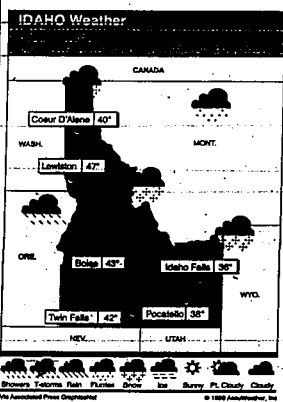 IDAHO Weather
CANADA
Coeur D'Alene 40°
WASH.
MONT.
Lewiston 47°
ORE.
Boise 43°
Idaho Falls 36°
WYO.
Twin Falls 42°
Pocatello 38°
NEV.
UTAH
Showers T-storms Rain Flurries Snow Ice Sunny Pt. Cloudy Cloudy
Via Associated Press GraphicsNet
AccuWeather, Inc